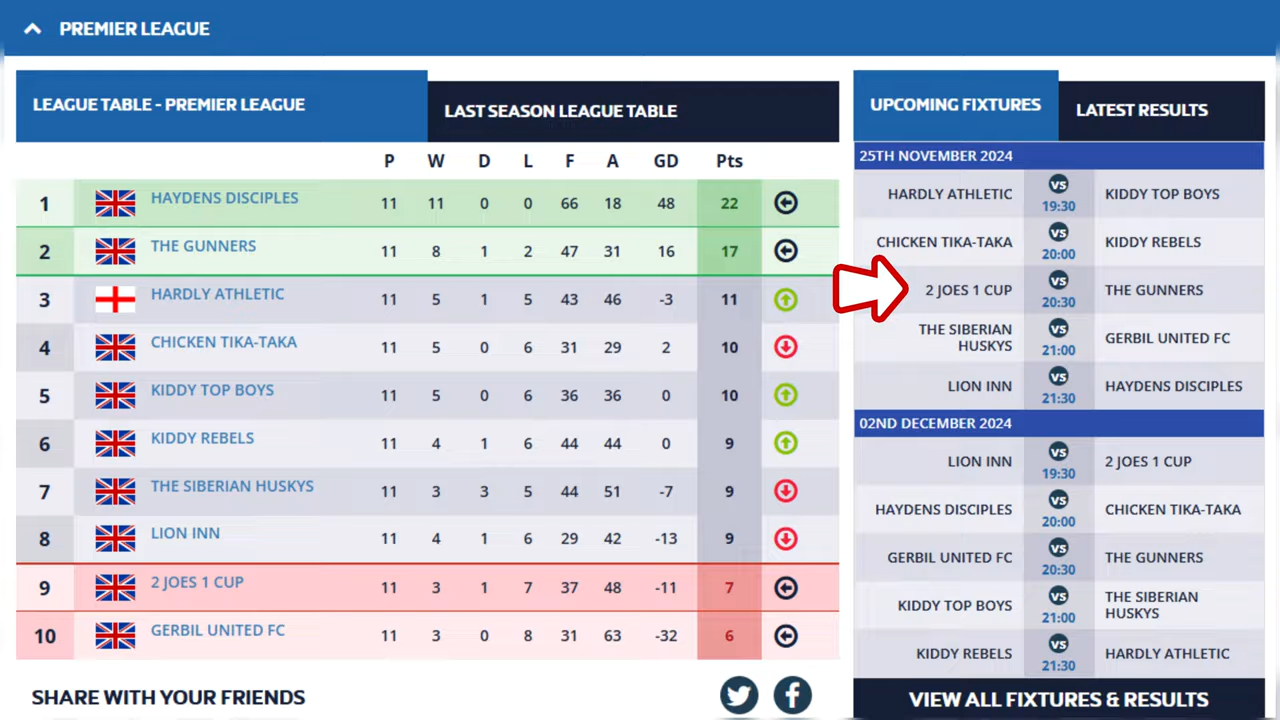 PREMIER LEAGUE
LEAGUE TABLE - PREMIER LEAGUE
LAST SEASON LEAGUE TABLE
P W D L F A GD Pts
1 HAYDENS DISCIPLES 11 11 0 0 66 18 48 22
2 THE GUNNERS 11 8 1 2 47 31 16 17
3 HARDLY ATHLETIC 11 5 1 5 43 46 -3 11
4 CHICKEN TIKA-TAKA 11 5 0 6 31 29 2 10
5 KIDDY TOP BOYS 11 5 0 6 36 36 0 10
6 KIDDY REBELS 11 4 1 6 44 44 0 9
7 THE SIBERIAN HUSKYS 11 3 3 5 44 51 -7 9
8 LION INN 11 4 1 6 29 42 -13 9
9 2 JOES 1 CUP 11 3 1 7 37 48 -11 7
10 GERBIL UNITED FC 11 3 0 8 31 63 -32 6
SHARE WITH YOUR FRIENDS
UPCOMING FIXTURES
LATEST RESULTS
25TH NOVEMBER 2024
HARDLY ATHLETIC VS KIDDY TOP BOYS
19:30
CHICKEN TIKA-TAKA VS KIDDY REBELS
20:00
2 JOES 1 CUP VS THE GUNNERS
20:30
THE SIBERIAN VS GERBIL UNITED FC
HUSKYS 21:00
LION INN VS HAYDENS DISCIPLES
21:30
02ND DECEMBER 2024
LION INN VS 2 JOES 1 CUP
19:30
HAYDENS DISCIPLES VS CHICKEN TIKA-TAKA
20:00
GERBIL UNITED FC VS THE GUNNERS
20:30
KIDDY TOP BOYS VS THE SIBERIAN
21:00 HUSKYS
KIDDY REBELS VS HARDLY ATHLETIC
21:30
VIEW ALL FIXTURES & RESULTS